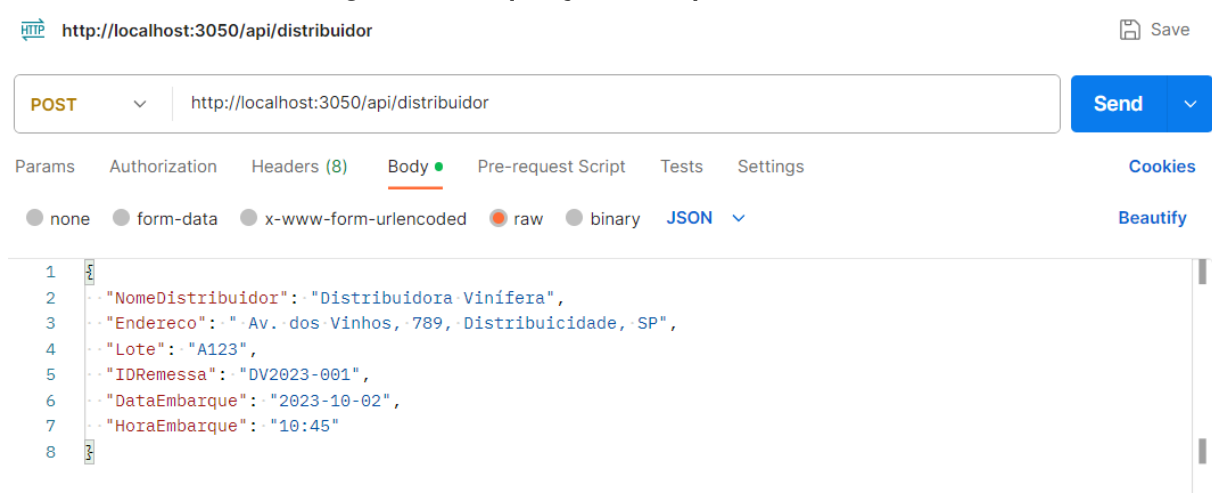 HTTP http://localhost:3050/api/distribuidor Save
POST http://localhost:3050/api/distribuidor Send
Params Authorization Headers (8) Body Pre-request Script Tests Settings Cookies
none form-data x-www-form-urlencoded raw binary JSON Beautify
1 {
2 "NomeDistribuidor": "Distribuidora Vinífera",
3 "Endereco": " Av. dos Vinhos, 789, Distribuicidade, SP",
4 "Lote": "A123",
5 "IDRemessa": "DV2023-001",
6 "DataEmbarque": "2023-10-02",
7 "HoraEmbarque": "10:45"
8 }